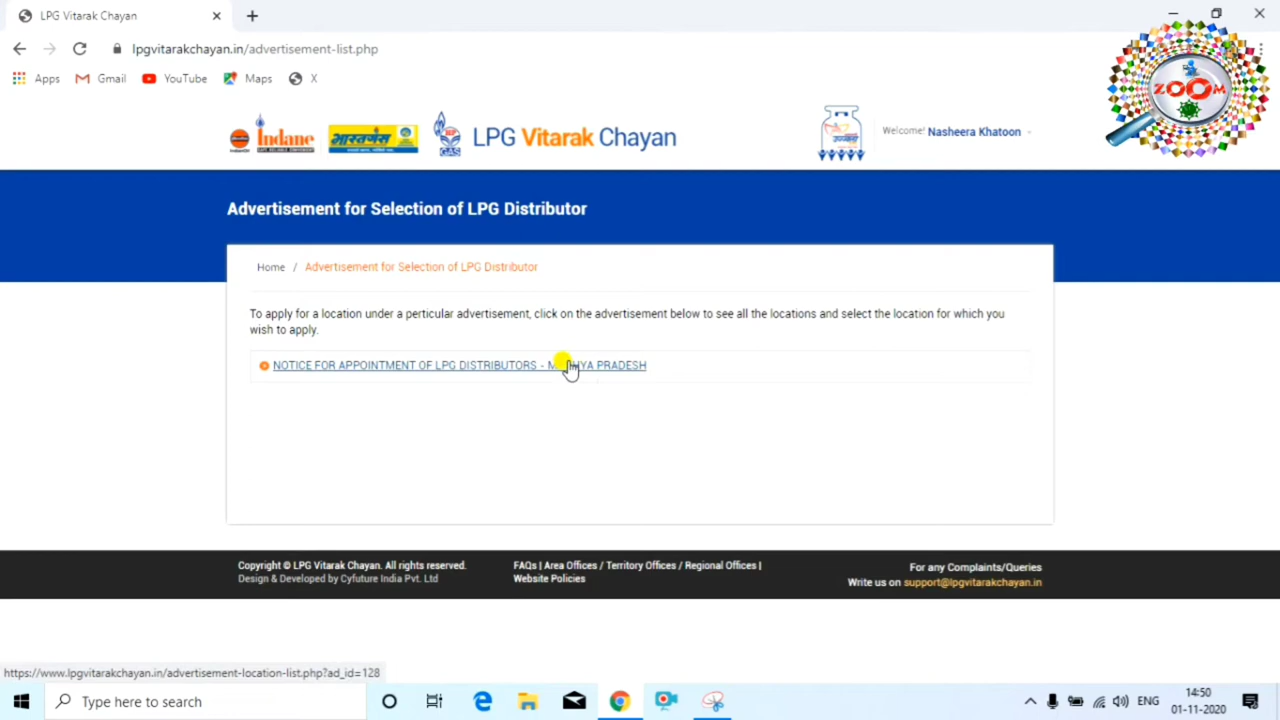 LPG Vitarak Chayan
lpgvitarakchayan.in/advertisement-list.php
Apps Gmail YouTube Maps X
ZOOM
Indane भारतगैस LPG Vitarak Chayan
Welcome! Nasheera Khatoon
Advertisement for Selection of LPG Distributor
Home / Advertisement for Selection of LPG Distributor
To apply for a location under a perticular advertisement, click on the advertisement below to see all the locations and select the location for which you
wish to apply.
NOTICE FOR APPOINTMENT OF LPG DISTRIBUTORS - PRADESH
Copyright © LPG Vitarak Chayan. All rights reserved.
Design & Developed by Cyfuture India Pvt. Ltd
FAQs | Area Offices / Territory Offices / Regional Offices |
Website Policies
For any Complaints/Queries
Write us on support@lpgvitarakchayan.in
https://www.lpgvitarakchayan.in/advertisement-location-list.php?ad_id=128
Type here to search
ENG
14:50
01-11-2020